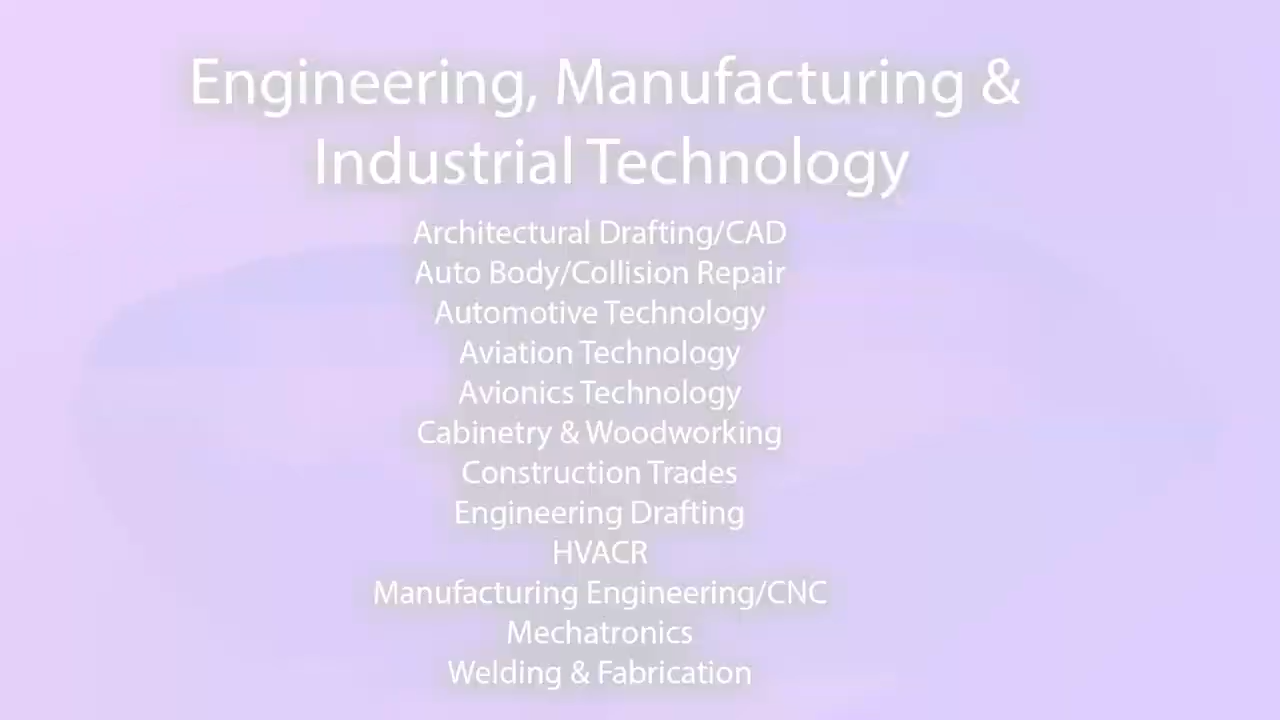 Engineering, Manufacturing &
Industrial Technology
Architectural Drafting/CAD
Auto Body/Collision Repair
Automotive Technology
Aviation Technology
Avionics Technology
Cabinetry & Woodworking
Construction Trades
Engineering Drafting
HVACR
Manufacturing Engineering/CNC
Mechatronics
Welding & Fabrication